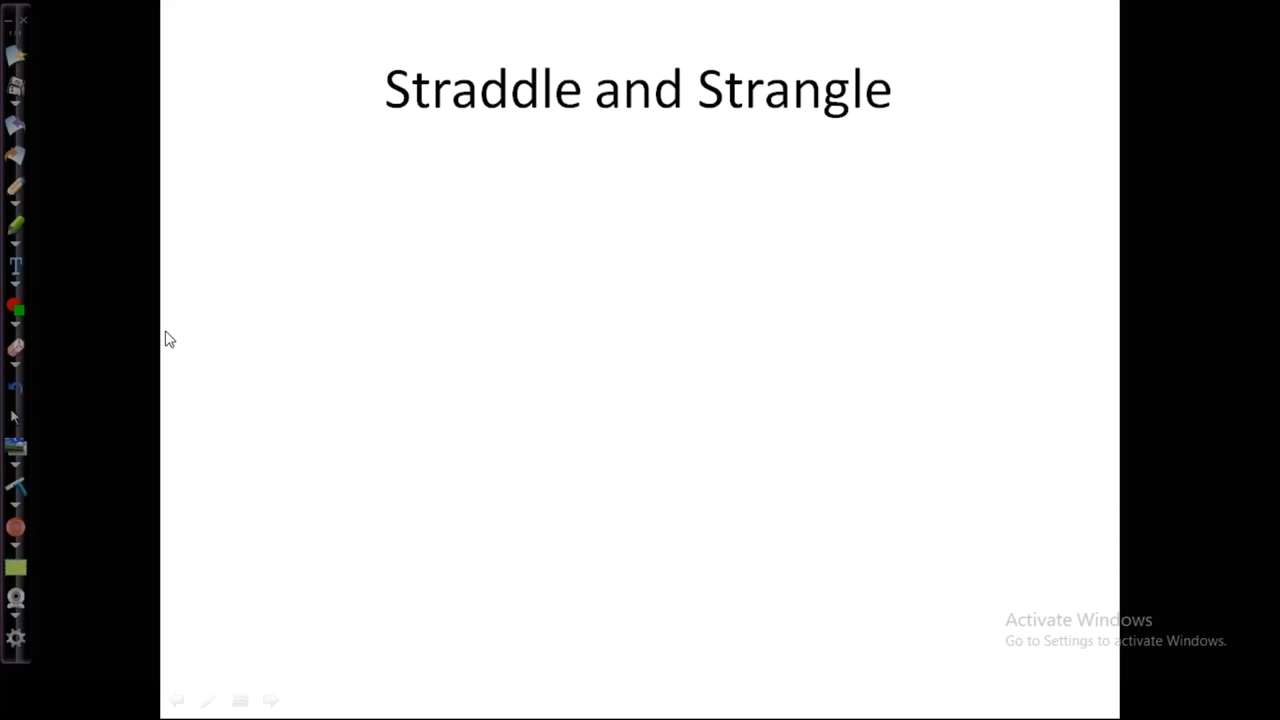 Straddle and Strangle
Activate Windows
Go to Settings to activate Windows.